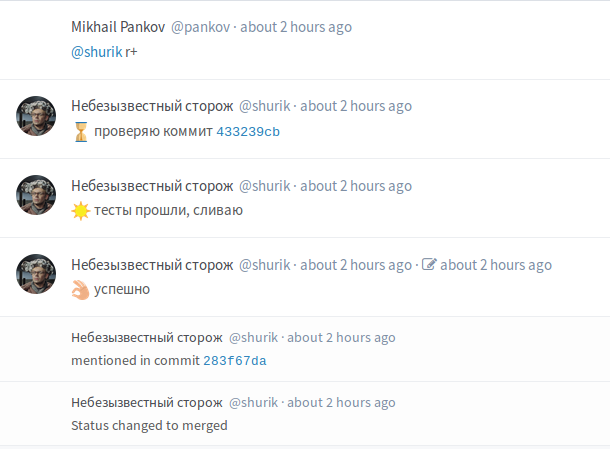 Mikhail Pankov @pankov · about 2 hours ago
@shurik r+
Небезызвестный сторож @shurik · about 2 hours ago
⏳ проверяю коммит 433239cb
Небезызвестный сторож @shurik · about 2 hours ago
☀️ тесты прошли, сливаю
Небезызвестный сторож @shurik · about 2 hours ago · about 2 hours ago
👌 успешно
Небезызвестный сторож @shurik · about 2 hours ago
mentioned in commit 283f67da
Небезызвестный сторож @shurik · about 2 hours ago
Status changed to merged